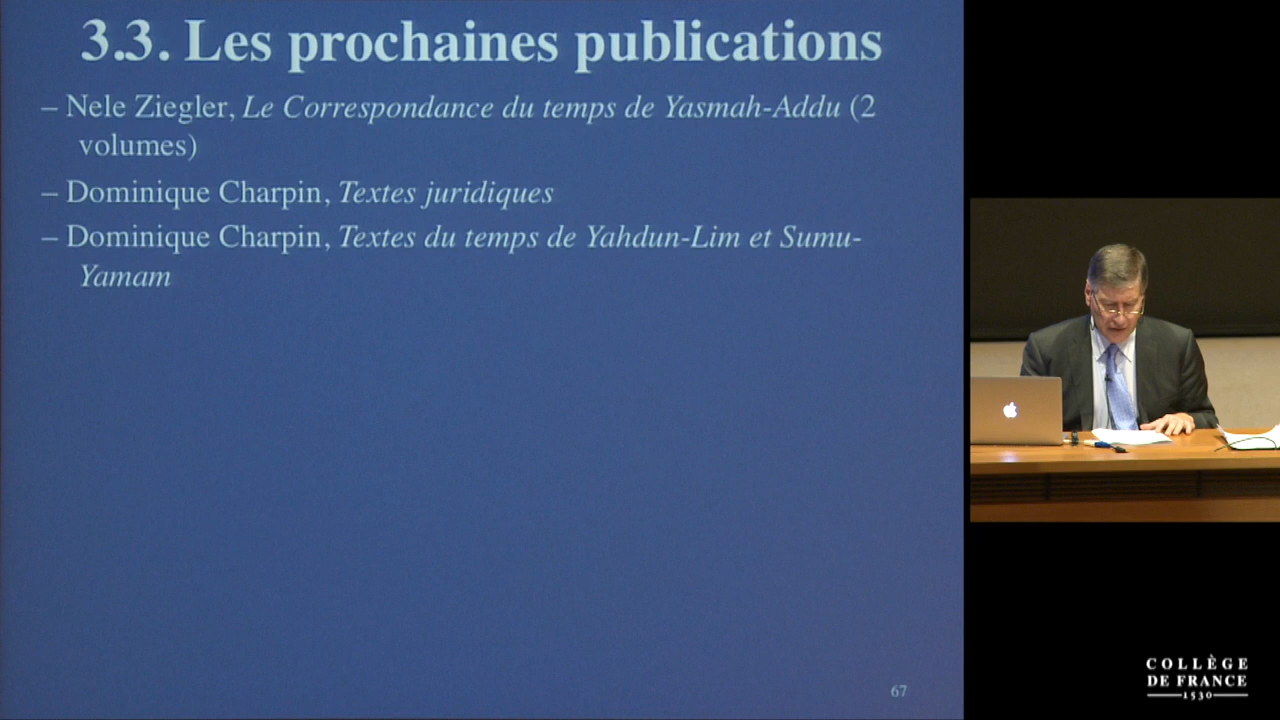 3.3. Les prochaines publications
– Nele Ziegler, Le Correspondance du temps de Yasmah-Addu (2
volumes)
– Dominique Charpin, Textes juridiques
– Dominique Charpin, Textes du temps de Yahdun-Lim et Sumu-
Yamam
67
COLLÈGE
DE FRANCE
1530